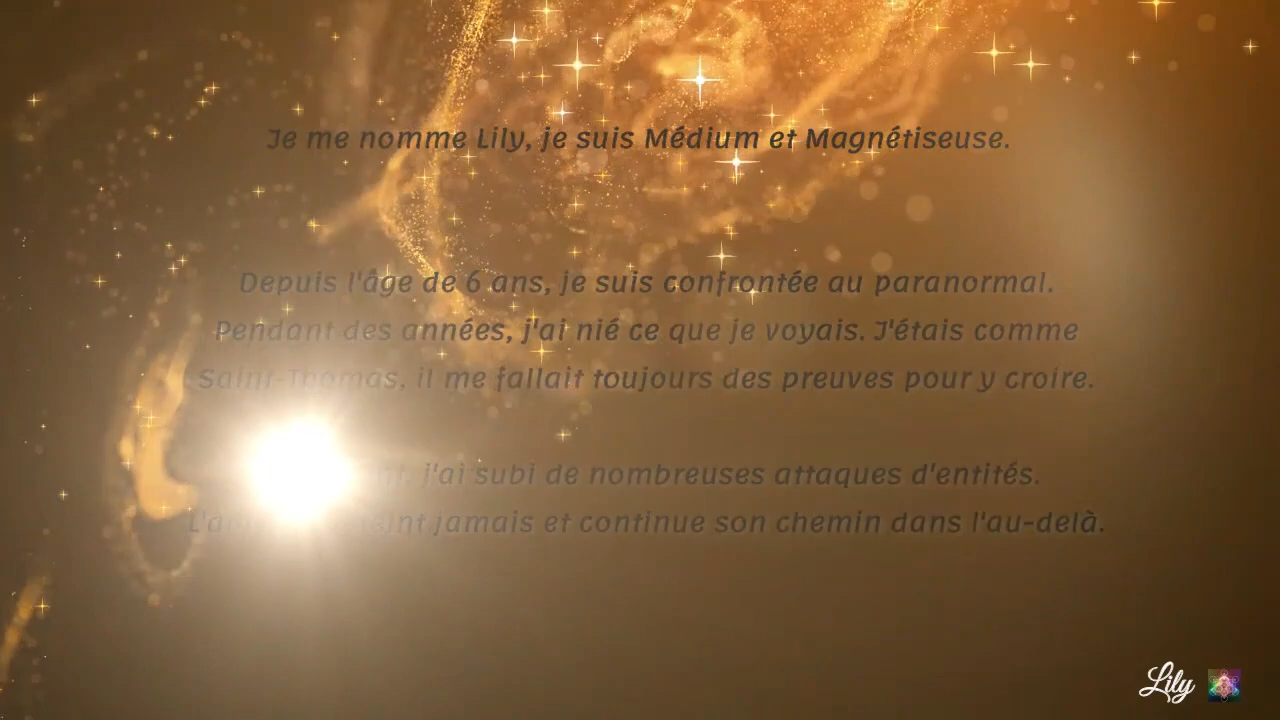 Je me nomme Lily, je suis Médium et Magnétiseuse.
Depuis l'âge de 6 ans, je suis confrontée au paranormal.
Pendant des années, j'ai nié ce que je voyais. J'étais comme
Saint-Thomas, il me fallait toujours des preuves pour y croire.
j'ai subi de nombreuses attaques d'entités.
jamais et continue son chemin dans l'au-delà.
Lily